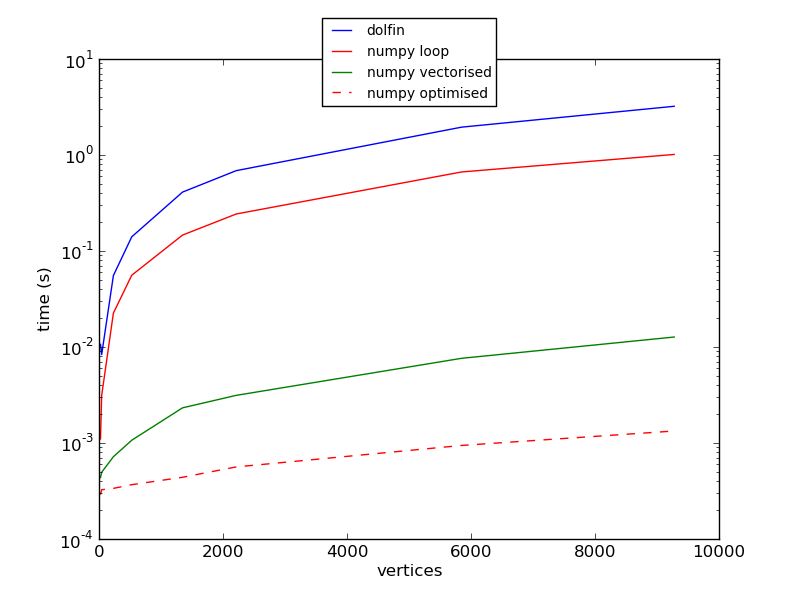 dolfin
numpy loop
numpy vectorised
numpy optimised
10^1
10^0
10^-1
10^-2
10^-3
10^-4
time (s)
0 2000 4000 6000 8000 10000
vertices